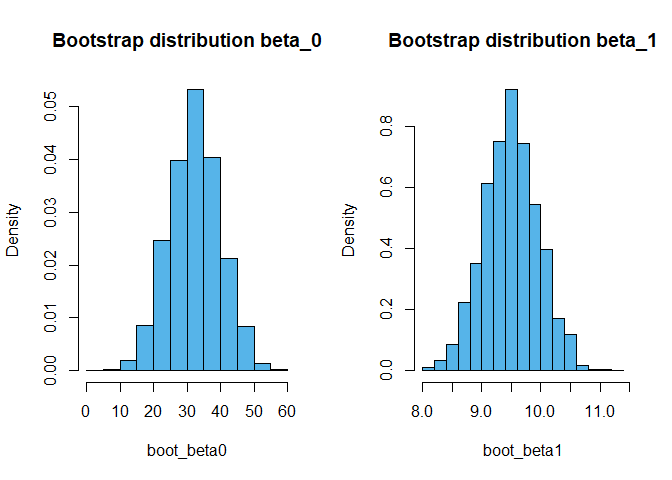 Bootstrap distribution beta_0
Density
0.00 0.01 0.02 0.03 0.04 0.05
0 10 20 30 40 50 60
boot_beta0
Bootstrap distribution beta_1
Density
0.0 0.2 0.4 0.6 0.8
8.0 9.0 10.0 11.0
boot_beta1